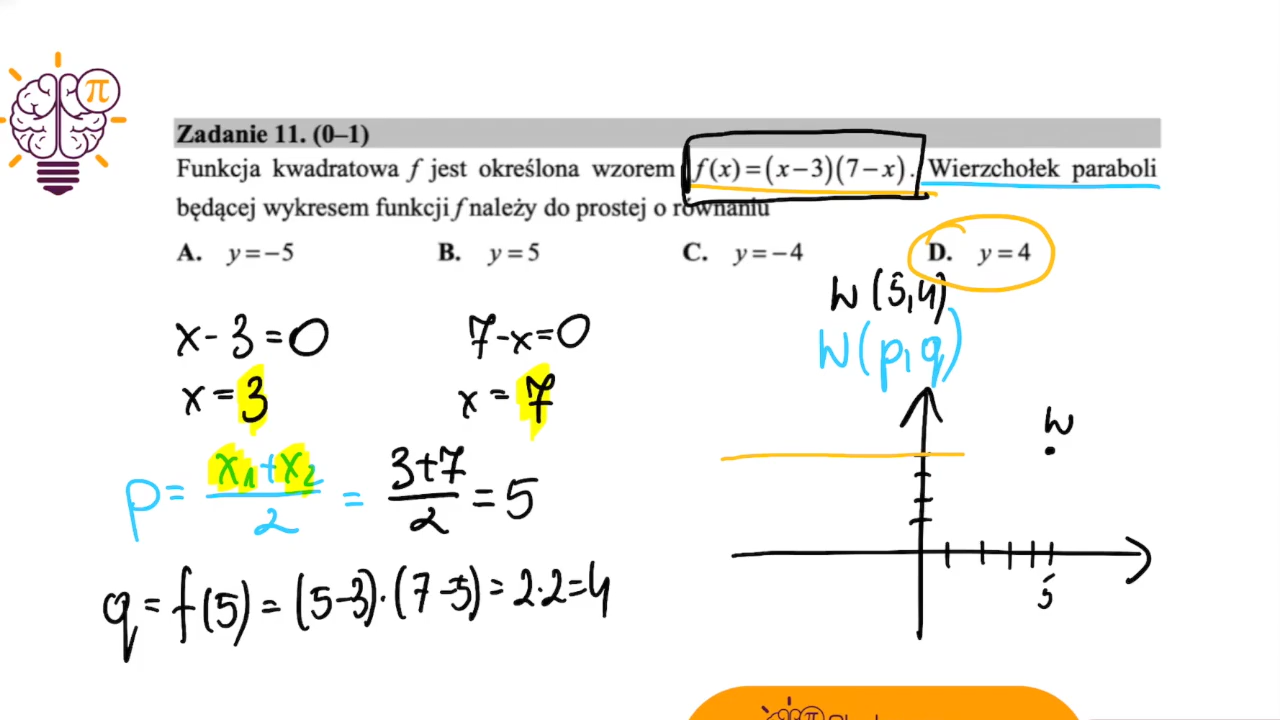 π
Zadanie 11. (0–1)
Funkcja kwadratowa f jest określona wzorem f(x)=(x−3)(7−x). Wierzchołek paraboli
będącej wykresem funkcji f należy do prostej o równaniu
A. y=−5 B. y=5 C. y=−4 D. y=4
W(5,4)
x-3=0 7-x=0 W(p,q)
x=3 x=7
W
p= x1+x2/2 = 3+7/2 =5
q=f(5)=(5-3)·(7-5)=2·2=4
5
π